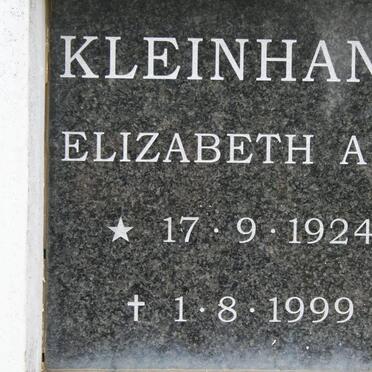 KLEINHAN
ELIZABETH A
★ 17 · 9 · 1924
✝ 1 · 8 · 1999